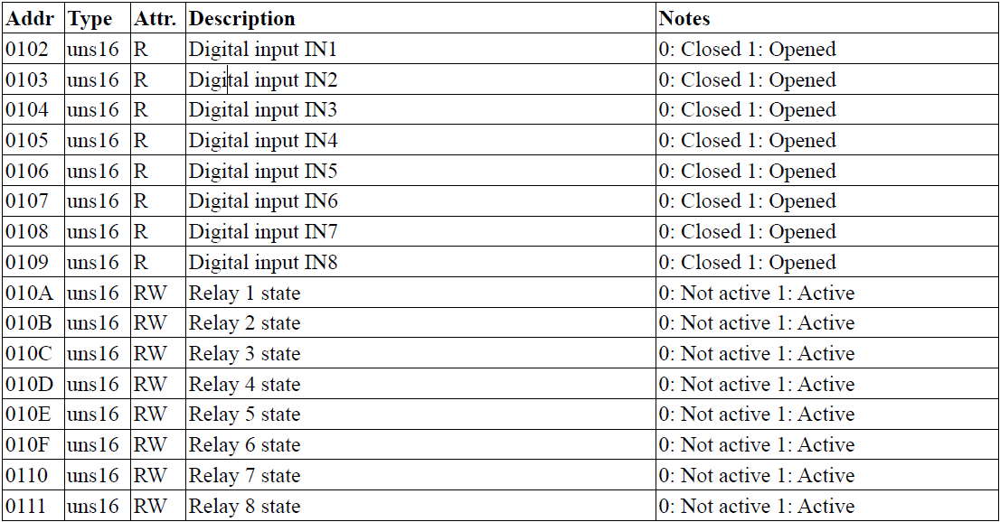 Addr Type Attr. Description Notes
0102 uns16 R Digital input IN1 0: Closed 1: Opened
0103 uns16 R Digital input IN2 0: Closed 1: Opened
0104 uns16 R Digital input IN3 0: Closed 1: Opened
0105 uns16 R Digital input IN4 0: Closed 1: Opened
0106 uns16 R Digital input IN5 0: Closed 1: Opened
0107 uns16 R Digital input IN6 0: Closed 1: Opened
0108 uns16 R Digital input IN7 0: Closed 1: Opened
0109 uns16 R Digital input IN8 0: Closed 1: Opened
010A uns16 RW Relay 1 state 0: Not active 1: Active
010B uns16 RW Relay 2 state 0: Not active 1: Active
010C uns16 RW Relay 3 state 0: Not active 1: Active
010D uns16 RW Relay 4 state 0: Not active 1: Active
010E uns16 RW Relay 5 state 0: Not active 1: Active
010F uns16 RW Relay 6 state 0: Not active 1: Active
0110 uns16 RW Relay 7 state 0: Not active 1: Active
0111 uns16 RW Relay 8 state 0: Not active 1: Active